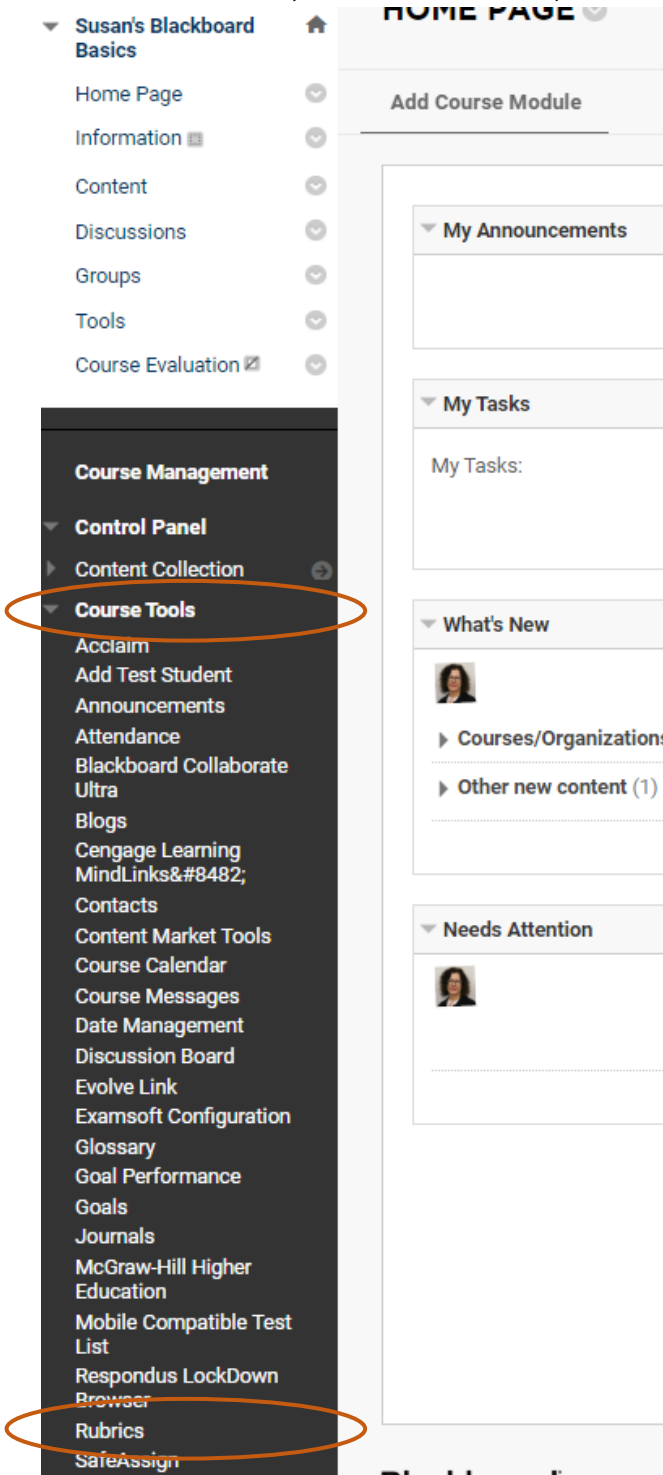 Susan's Blackboard
Basics
Home Page
Information
Content
Discussions
Groups
Tools
Course Evaluation
Course Management
Control Panel
Content Collection
Course Tools
Acclaim
Add Test Student
Announcements
Attendance
Blackboard Collaborate
Ultra
Blogs
Cengage Learning
MindLinks&#8482;
Contacts
Content Market Tools
Course Calendar
Course Messages
Date Management
Discussion Board
Evolve Link
Examsoft Configuration
Glossary
Goal Performance
Goals
Journals
McGraw-Hill Higher
Education
Mobile Compatible Test
List
Respondus LockDown
Browser
Rubrics
SafeAssign
HOME PAGE
Add Course Module
My Announcements
My Tasks
My Tasks:
What's New
Courses/Organizations
Other new content (1)
Needs Attention